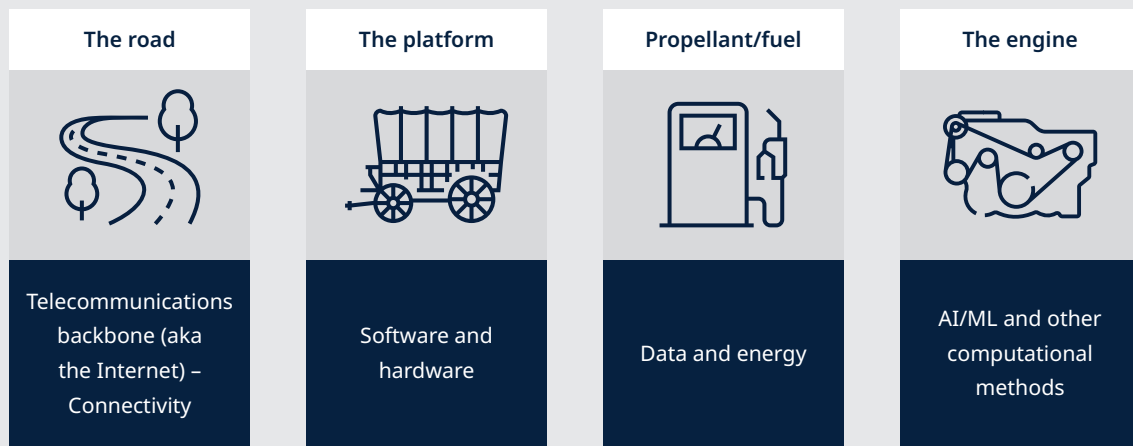 The road
Telecommunications
backbone (aka
the Internet) –
Connectivity
The platform
Software and
hardware
Propellant/fuel
Data and energy
The engine
AI/ML and other
computational
methods